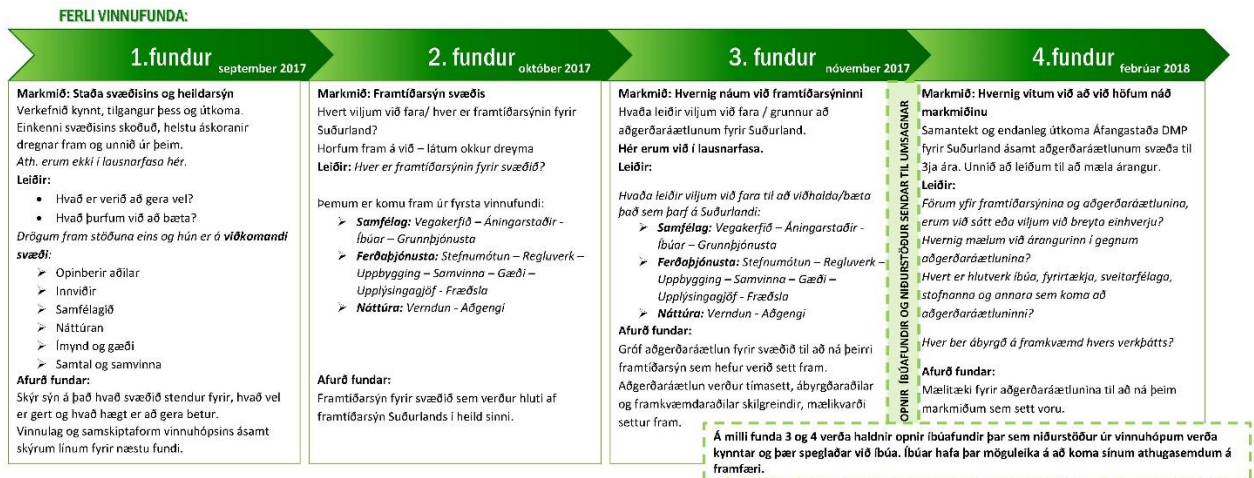 FERLI VINNUFUNDA:
1.fundur september 2017
Markmið: Staða svæðisins og heildarsýn
Verkefnið kynnt, tilgangur þess og útkoma.
Einkenni svæðisins skoðuð, helstu áskoranir
dregnar fram og unnið úr þeim.
Ath. erum ekki í lausnarfasa hér.
Leiðir:
• Hvað er verið að gera vel?
• Hvað þurfum við að bæta?
Drögum fram stöðuna eins og hún er á viðkomandi
svæði:
➢ Opinberir aðilar
➢ Innviðir
➢ Samfélagið
➢ Náttúran
➢ Ímynd og gæði
➢ Samtal og samvinna
Afurð fundar:
Skýr sýn á það hvað svæðið stendur fyrir, hvað vel
er gert og hvað hægt er að gera betur.
Vinnulag og samskiptaform vinnuhópsins ásamt
skýrum línum fyrir næstu fundi.
2. fundur október 2017
Markmið: Framtíðarsýn svæðis
Hvert viljum við fara/ hver er framtíðarsýnin fyrir
Suðurland?
Horfum fram á við – látum okkur dreyma
Leiðir: Hver er framtíðarsýnin fyrir svæðið?
Þemum er komu fram úr fyrsta vinnufundi:
➢ Samfélag: Vegakerfið – Áningarstaðir -
Íbúar – Grunnþjónusta
➢ Ferðaþjónusta: Stefnumótun – Regluverk –
Uppbygging – Samvinna – Gæði –
Upplýsingagjöf - Fræðsla
➢ Náttúra: Verndun - Aðgengi
Afurð fundar:
Framtíðarsýn fyrir svæðið sem verður hluti af
framtíðarsýn Suðurlands í heild sinni.
3. fundur nóvember 2017
Markmið: Hvernig náum við framtíðarsýninni
Hvaða leiðir viljum við fara / grunnur að
aðgerðaráætlunum fyrir Suðurland.
Hér erum við í lausnarfasa.
Leiðir:
Hvaða leiðir viljum við fara til að viðhalda/bæta
það sem þarf á Suðurlandi:
➢ Samfélag: Vegakerfið – Áningarstaðir -
Íbúar – Grunnþjónusta
➢ Ferðaþjónusta: Stefnumótun – Regluverk –
Uppbygging – Samvinna – Gæði –
Upplýsingagjöf - Fræðsla
➢ Náttúra: Verndun - Aðgengi
Afurð fundar:
Gróf aðgerðaráætlun fyrir svæðið til að ná þeirri
framtíðarsýn sem hefur verið sett fram.
Aðgerðaráætlun verður tímasett, ábyrgðaraðilar
og framkvæmdaraðilar skilgreindir, mælikvarði
settur fram.
OPNIR ÍBÚAFUNDIR OG NIÐURSTÖÐUR SENDAR TIL UMSAGNAR
4.fundur febrúar 2018
Markmið: Hvernig vitum við að við höfum náð
markmiðinu
Samantekt og endanleg útkoma Áfangastaða DMP
fyrir Suðurland ásamt aðgerðaráætlunum svæða til
3ja ára. Unnið að leiðum til að mæla árangur.
Leiðir:
Förum yfir framtíðarsýnina og aðgerðaráætlunina,
erum við sátt eða viljum við breyta einhverju?
Hvernig mælum við árangurinn í gegnum
aðgerðaráætlunina?
Hvert er hlutverk íbúa, fyrirtækja, sveitarfélaga,
stofnanna og annara sem koma að
aðgerðaráætluninni?
Hver ber ábyrgð á framkvæmd hvers verkþátts?
Afurð fundar:
Mælitæki fyrir aðgerðaráætlunina til að ná þeim
markmiðum sem sett voru.
Á milli funda 3 og 4 verða haldnir opnir íbúafundir þar sem niðurstöður úr vinnuhópum verða
kynntar og þær speglaðar við íbúa. Íbúar hafa þar möguleika á að koma sínum athugasemdum á
framfæri.